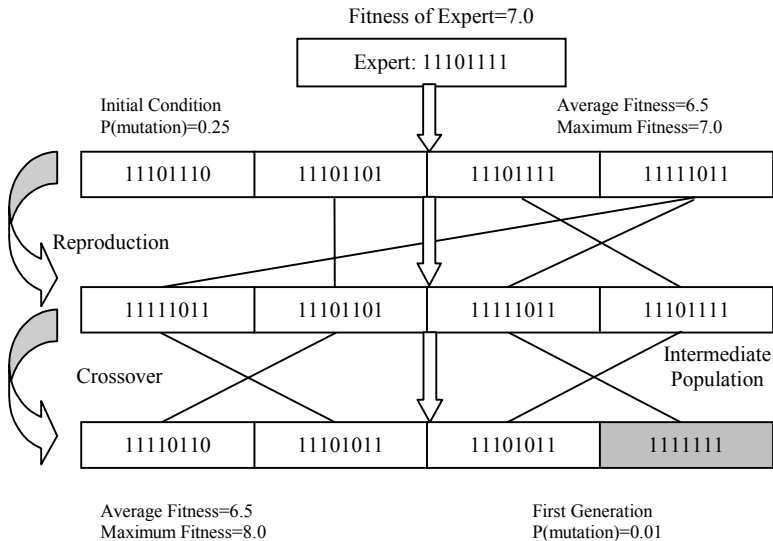 Fitness of Expert=7.0
Expert: 11101111
Initial Condition
P(mutation)=0.25
Average Fitness=6.5
Maximum Fitness=7.0
11101110 11101101 11101111 11111011
Reproduction
11111011 11101101 11111011 11101111
Crossover
Intermediate
Population
11110110 11101011 11101011 1111111
Average Fitness=6.5
Maximum Fitness=8.0
First Generation
P(mutation)=0.01